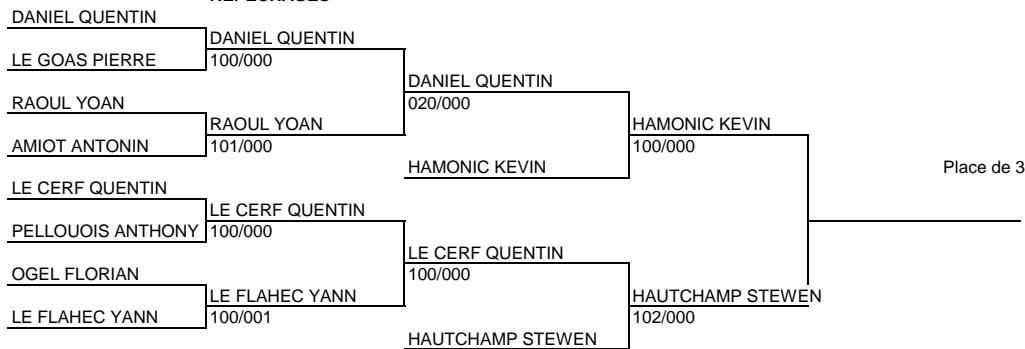 DANIEL QUENTIN
DANIEL QUENTIN
LE GOAS PIERRE
100/000
DANIEL QUENTIN
RAOUL YOAN
020/000
RAOUL YOAN
HAMONIC KEVIN
AMIOT ANTONIN
101/000
100/000
HAMONIC KEVIN
Place de 3
LE CERF QUENTIN
LE CERF QUENTIN
PELLOUOIS ANTHONY
100/000
LE CERF QUENTIN
OGEL FLORIAN
100/000
LE FLAHEC YANN
HAUTCHAMP STEWEN
LE FLAHEC YANN
100/001
102/000
HAUTCHAMP STEWEN